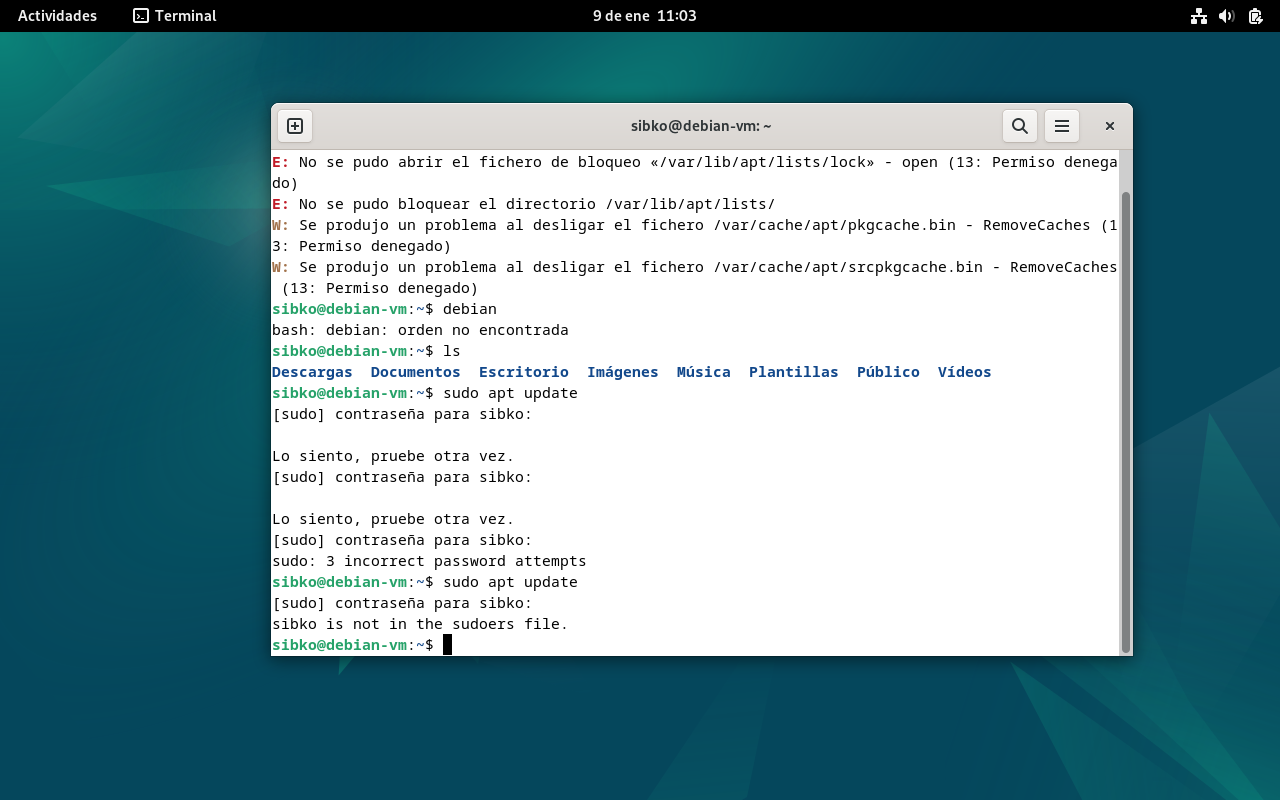 Actividades Terminal 9 de ene 11:03
sibko@debian-vm: ~
E: No se pudo abrir el fichero de bloqueo «/var/lib/apt/lists/lock» - open (13: Permiso denega
do)
E: No se pudo bloquear el directorio /var/lib/apt/lists/
W: Se produjo un problema al desligar el fichero /var/cache/apt/pkgcache.bin - RemoveCaches (1
3: Permiso denegado)
W: Se produjo un problema al desligar el fichero /var/cache/apt/srcpkgcache.bin - RemoveCaches
 (13: Permiso denegado)
sibko@debian-vm:~$ debian
bash: debian: orden no encontrada
sibko@debian-vm:~$ ls
Descargas  Documentos  Escritorio  Imágenes  Música  Plantillas  Público  Vídeos
sibko@debian-vm:~$ sudo apt update
[sudo] contraseña para sibko:
Lo siento, pruebe otra vez.
[sudo] contraseña para sibko:
Lo siento, pruebe otra vez.
[sudo] contraseña para sibko:
sudo: 3 incorrect password attempts
sibko@debian-vm:~$ sudo apt update
[sudo] contraseña para sibko:
sibko is not in the sudoers file.
sibko@debian-vm:~$